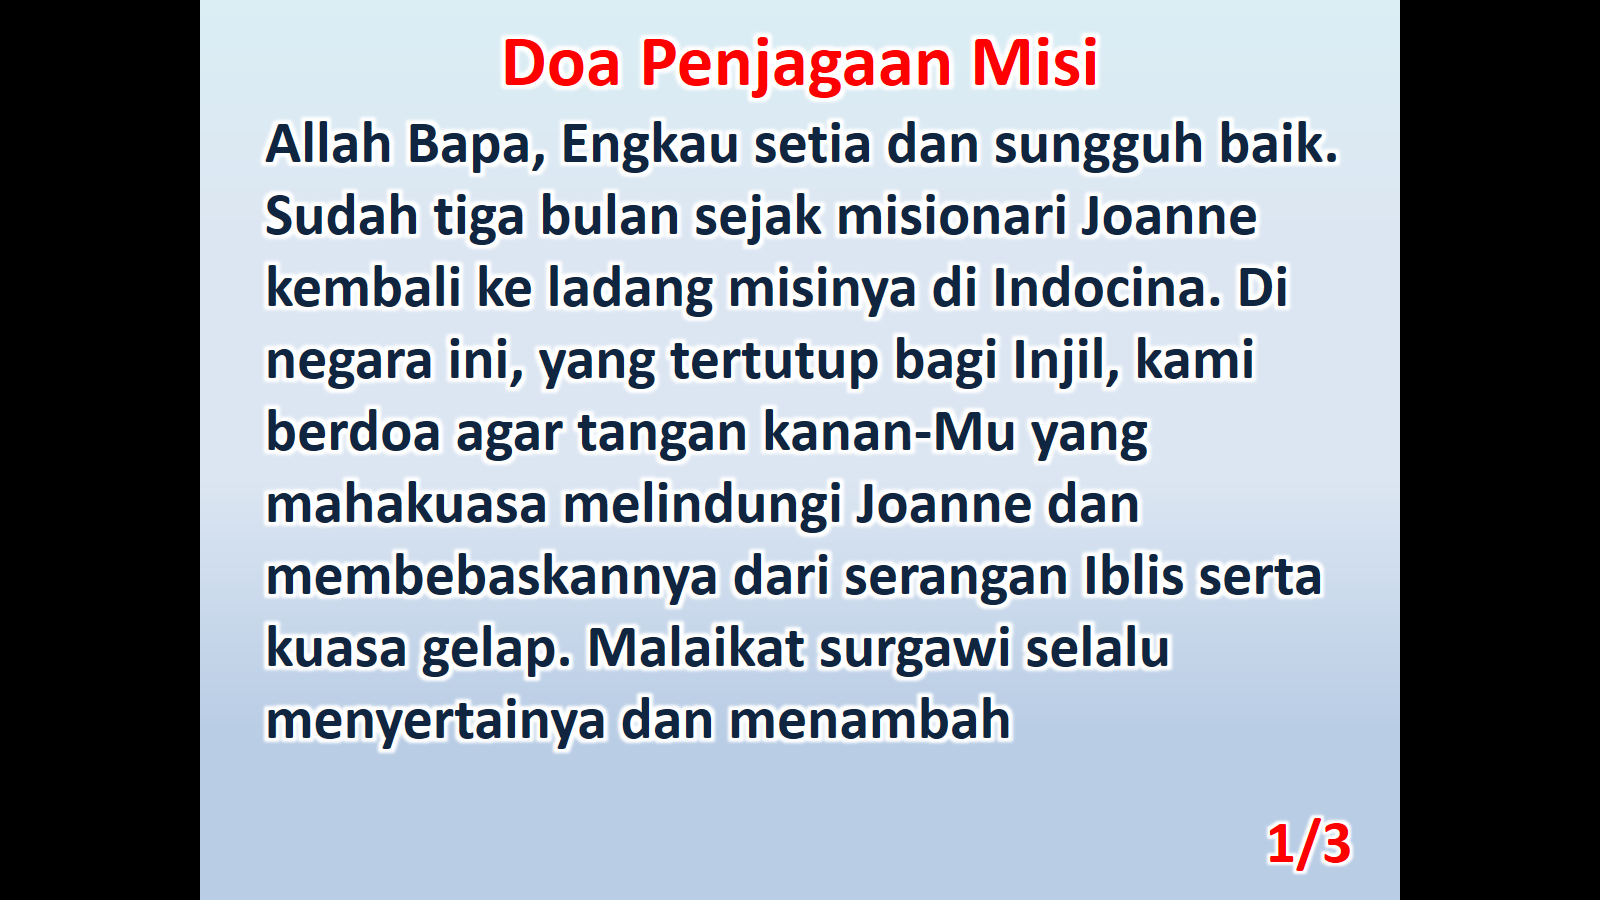 Doa Penjagaan Misi
Allah Bapa, Engkau setia dan sungguh baik.
Sudah tiga bulan sejak misionari Joanne
kembali ke ladang misinya di Indocina. Di
negara ini, yang tertutup bagi Injil, kami
berdoa agar tangan kanan-Mu yang
mahakuasa melindungi Joanne dan
membebaskannya dari serangan Iblis serta
kuasa gelap. Malaikat surgawi selalu
menyertainya dan menambah
1/3